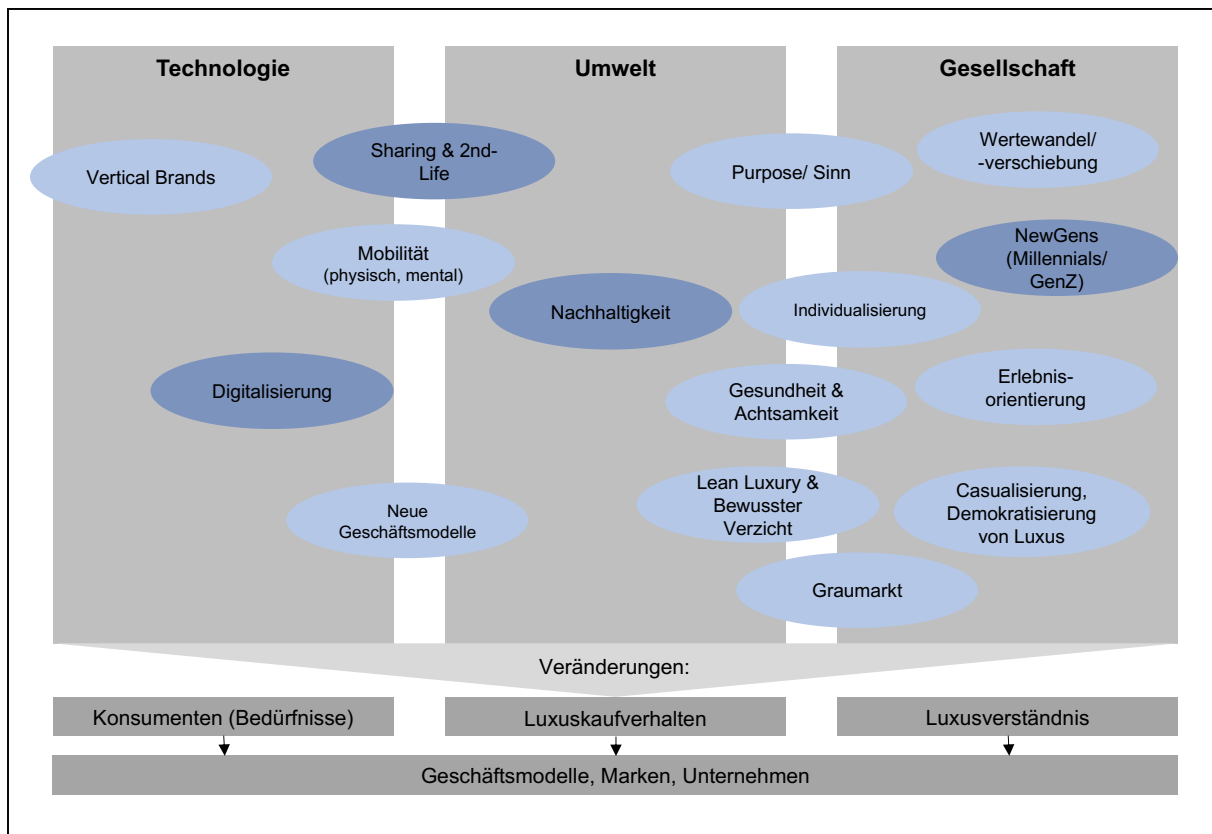 Technologie
Umwelt
Gesellschaft
Vertical Brands
Sharing & 2nd-
Life
Purpose/ Sinn
Wertewandel/
-verschiebung
Mobilität
(physisch, mental)
NewGens
(Millennials/
GenZ)
Nachhaltigkeit
Individualisierung
Digitalisierung
Gesundheit &
Achtsamkeit
Erlebnis-
orientierung
Neue
Geschäftsmodelle
Lean Luxury &
Bewusster
Verzicht
Casualisierung,
Demokratisierung
von Luxus
Graumarkt
Veränderungen:
Konsumenten (Bedürfnisse)
Luxuskaufverhalten
Luxusverständnis
Geschäftsmodelle, Marken, Unternehmen